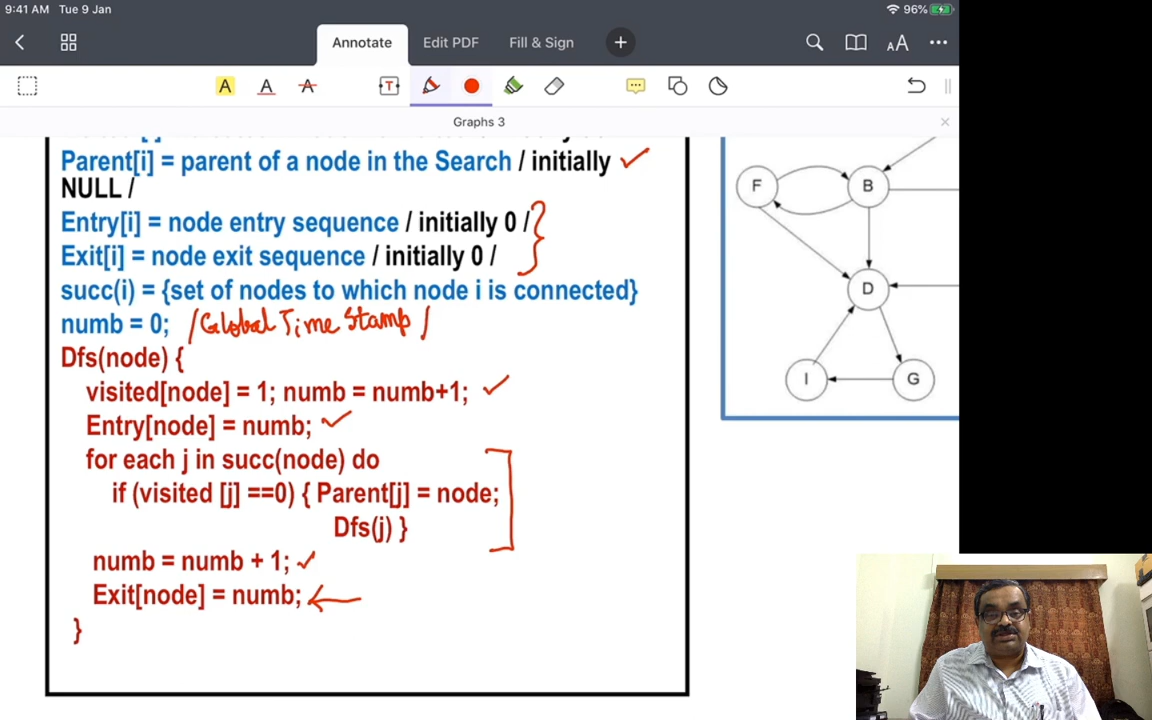 9:41 AM Tue 9 Jan
96%
Annotate
Edit PDF
Fill & Sign
A
A
A
T
AA
Graphs 3
Parent[i] = parent of a node in the Search / initially
NULL /
Entry[i] = node entry sequence / initially 0 /
Exit[i] = node exit sequence / initially 0 /
succ(i) = {set of nodes to which node i is connected}
numb = 0; /Global Time Stamp /
Dfs(node) {
visited[node] = 1; numb = numb+1;
Entry[node] = numb;
for each j in succ(node) do
if (visited [j] ==0) { Parent[j] = node;
Dfs(j) }
numb = numb + 1;
Exit[node] = numb;
}
F
B
D
I
G